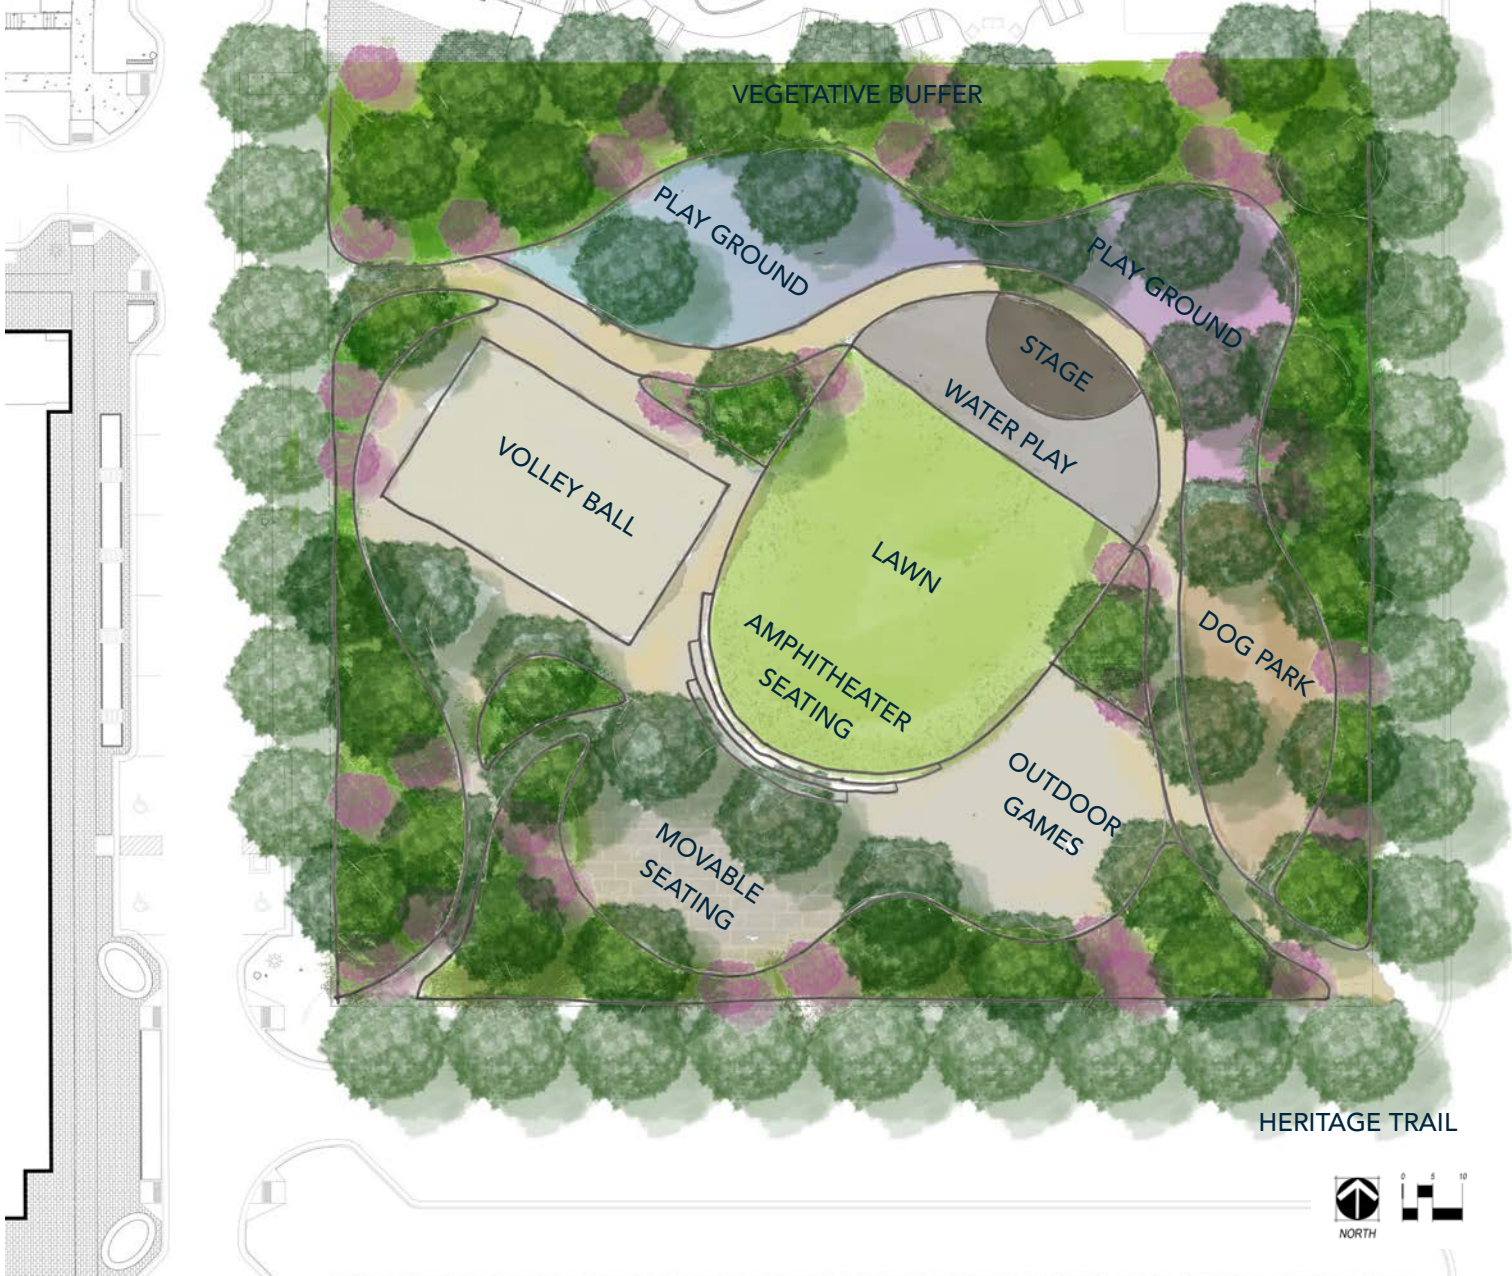 VEGETATIVE BUFFER
PLAY GROUND
PLAY GROUND
STAGE
WATER PLAY
VOLLEY BALL
LAWN
AMPHITHEATER
SEATING
DOG PARK
OUTDOOR
GAMES
MOVABLE
SEATING
HERITAGE TRAIL
0 5 10
NORTH